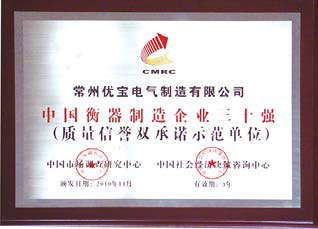 CMRC
常州优宝电气制造有限公司
中国衡器制造企业三十强
(质量信誉双承诺示范单位)
中国市场调查研究中心 中国社会经济决策咨询中心
颁发日期：2010年11月 有效期：3年